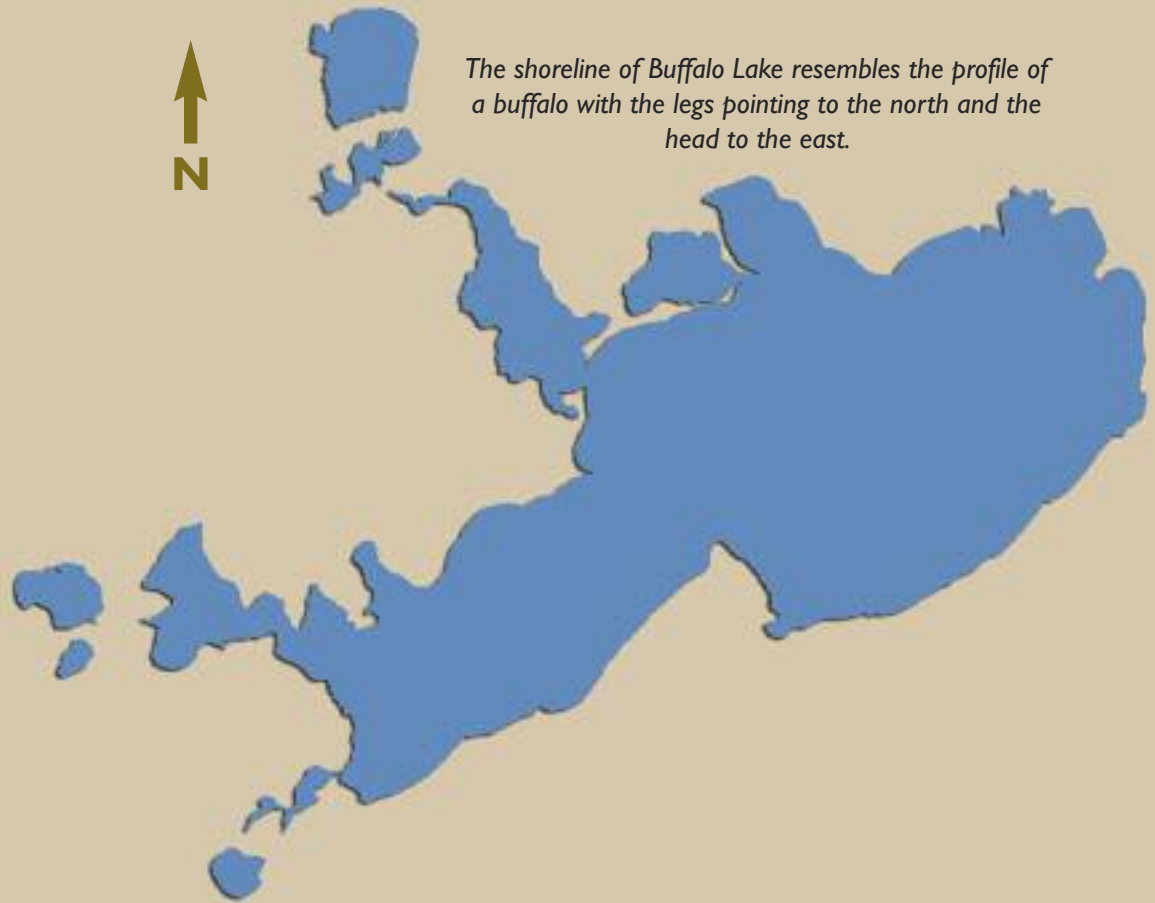 The shoreline of Buffalo Lake resembles the profile of
a buffalo with the legs pointing to the north and the
head to the east.
N